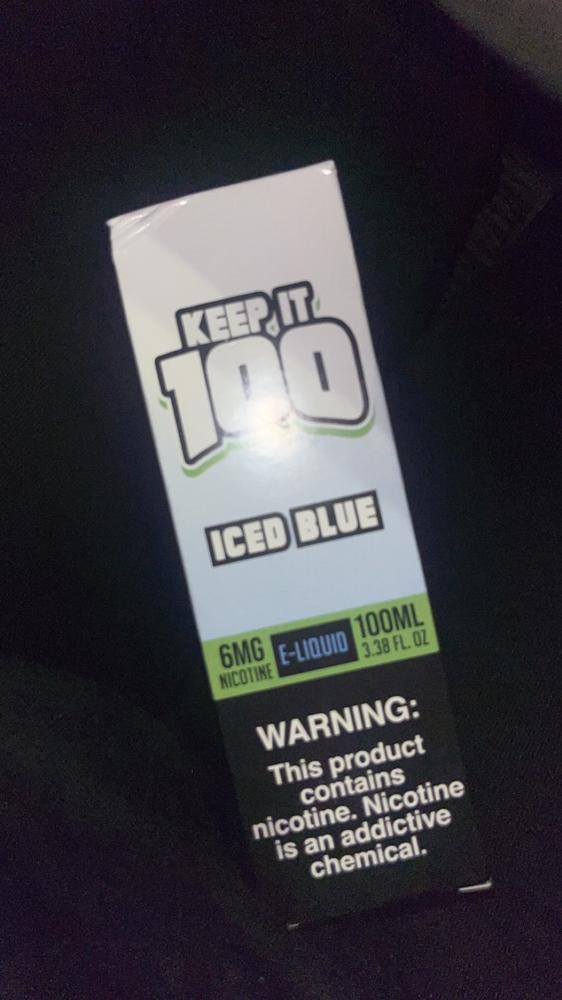 KEEP IT
100
ICED BLUE
6MG E-LIQUID 100ML
NICOTINE 3.38 FL. OZ
WARNING:
This product
contains
nicotine. Nicotine
is an addictive
chemical.